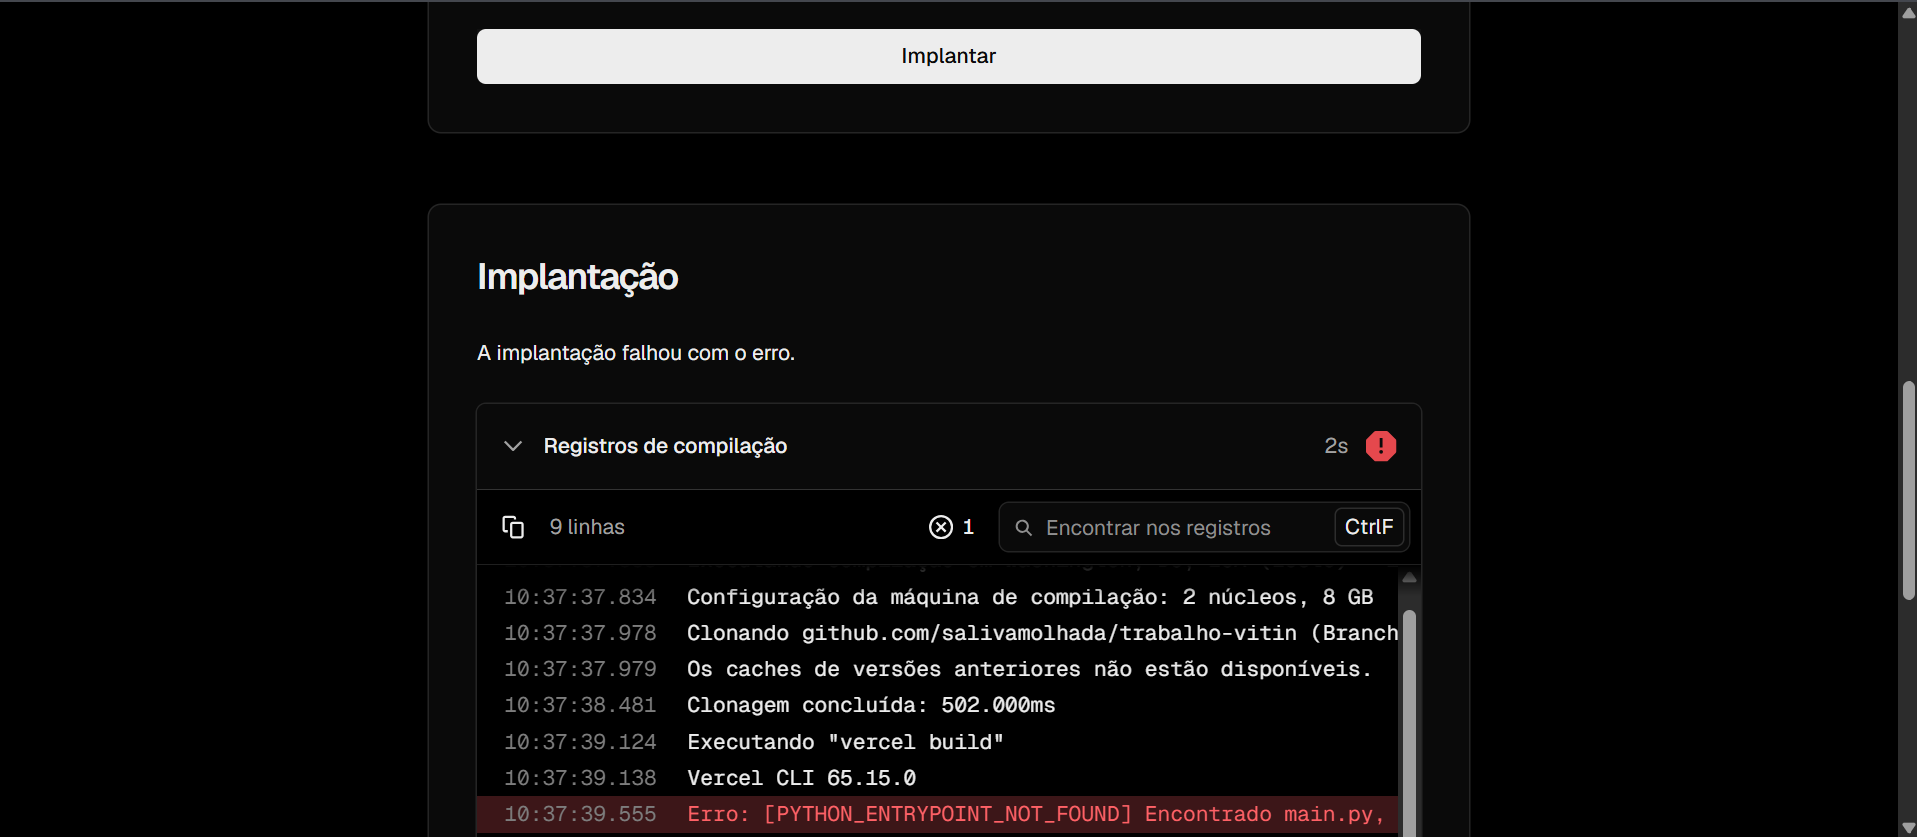 Implantar
Implantação
A implantação falhou com o erro.
Registros de compilação 2s
9 linhas 1 Encontrar nos registros CtrlF
10:37:37.834 Configuração da máquina de compilação: 2 núcleos, 8 GB
10:37:37.978 Clonando github.com/salivamolhada/trabalho-vitin (Branch
10:37:37.979 Os caches de versões anteriores não estão disponíveis.
10:37:38.481 Clonagem concluída: 502.000ms
10:37:39.124 Executando "vercel build"
10:37:39.138 Vercel CLI 65.15.0
10:37:39.555 Erro: [PYTHON_ENTRYPOINT_NOT_FOUND] Encontrado main.py,